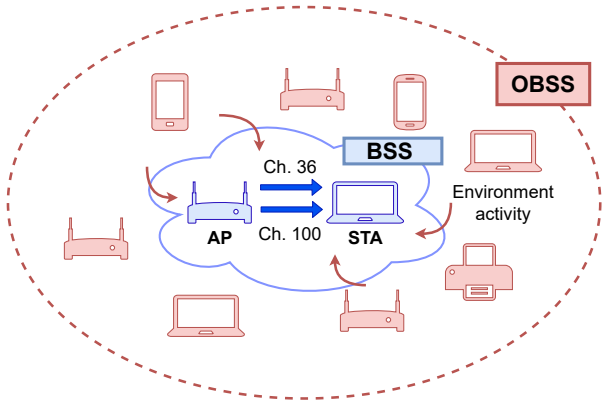 OBSS
BSS
Ch. 36
Environment
activity
AP
Ch. 100
STA